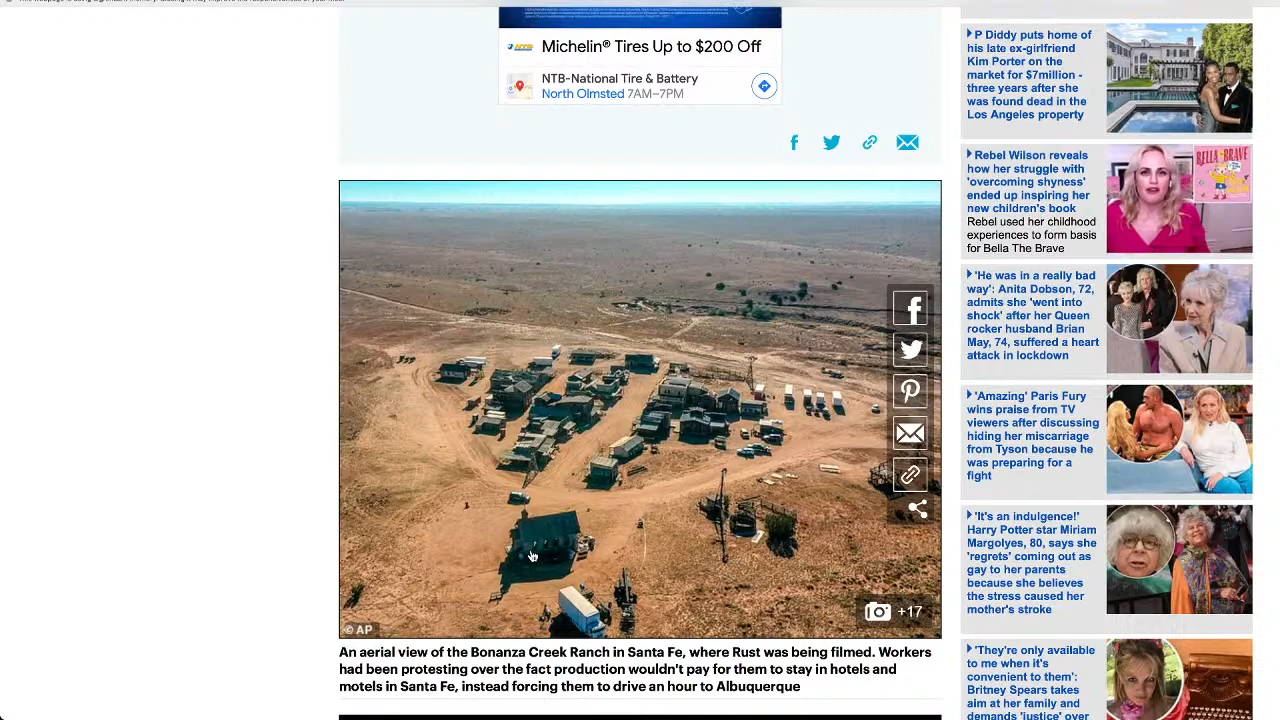 Michelin® Tires Up to $200 Off
NTB
NTB-National Tire & Battery
North Olmsted 7AM–7PM
+17
© AP
An aerial view of the Bonanza Creek Ranch in Santa Fe, where Rust was being filmed. Workers
had been protesting over the fact production wouldn't pay for them to stay in hotels and
motels in Santa Fe, instead forcing them to drive an hour to Albuquerque
P Diddy puts home of
his late ex-girlfriend
Kim Porter on the
market for $7million -
three years after she
was found dead in the
Los Angeles property
Rebel Wilson reveals
how her struggle with
'overcoming shyness'
ended up inspiring her
new children's book
Rebel used her childhood
experiences to form basis
for Bella The Brave
BELLA BRAVE
'He was in a really bad
way': Anita Dobson, 72,
admits she 'went into
shock' after her Queen
rocker husband Brian
May, 74, suffered a heart
attack in lockdown
'Amazing' Paris Fury
wins praise from TV
viewers after discussing
hiding her miscarriage
from Tyson because he
was preparing for a
fight
'It's an indulgence!'
Harry Potter star Miriam
Margolyes, 80, says she
'regrets' coming out as
gay to her parents
because she believes
the stress caused her
mother's stroke
'They're only available
to me when it's
convenient to them':
Britney Spears takes
aim at her family and
demands 'justice' over